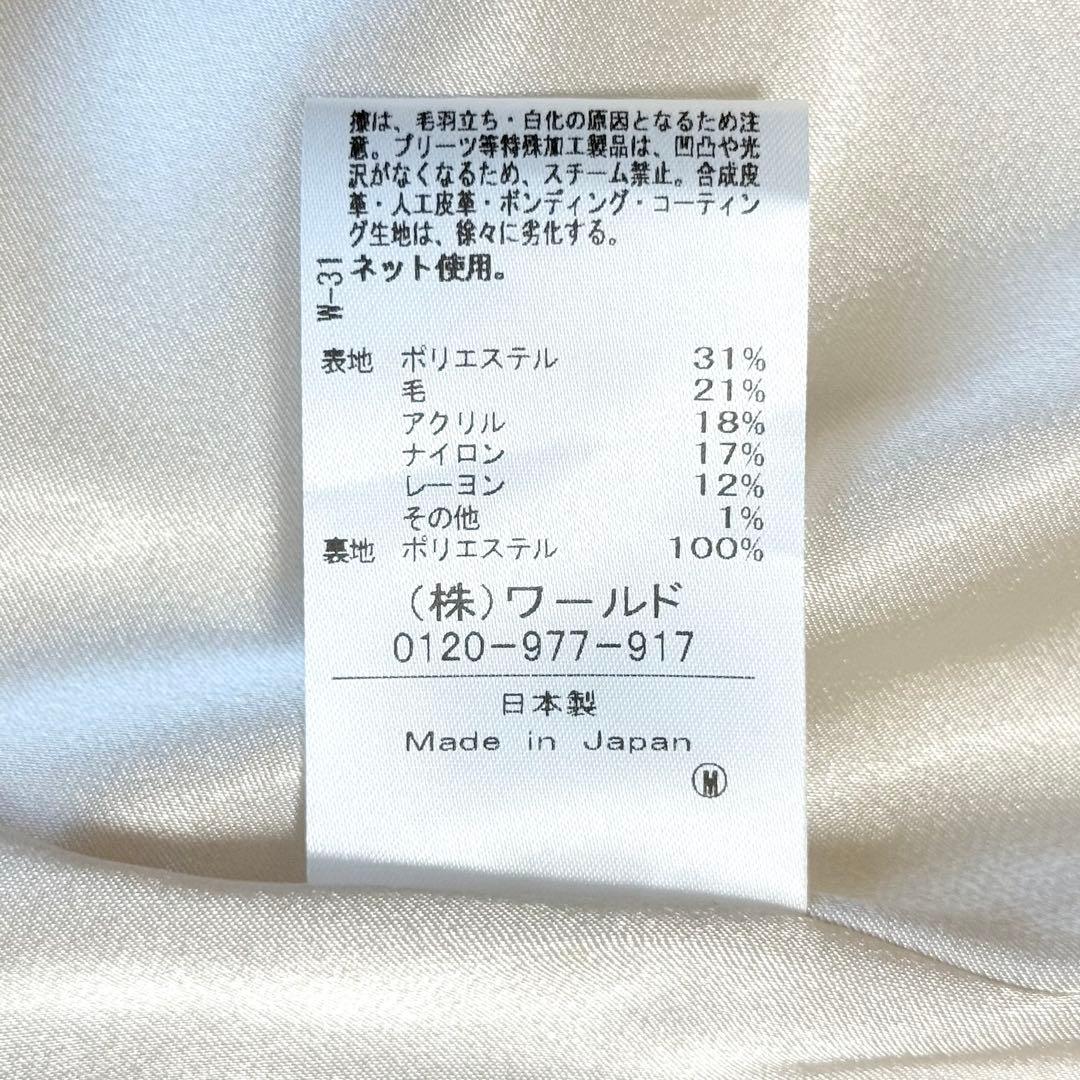 擦は、毛羽立ち・白化の原因となるため注
意。プリーツ等特殊加工製品は、凹凸や光
沢がなくなるため、スチーム禁止。合成皮
革・人工皮革・ボンディング・コーティン
グ生地は、徐々に劣化する。
ネット使用。
W-31
表地 ポリエステル 31%
毛 21%
アクリル 18%
ナイロン 17%
レーヨン 12%
その他 1%
裏地 ポリエステル 100%
(株)ワールド
0120-977-917
日本製
Made in Japan
Ⓜ